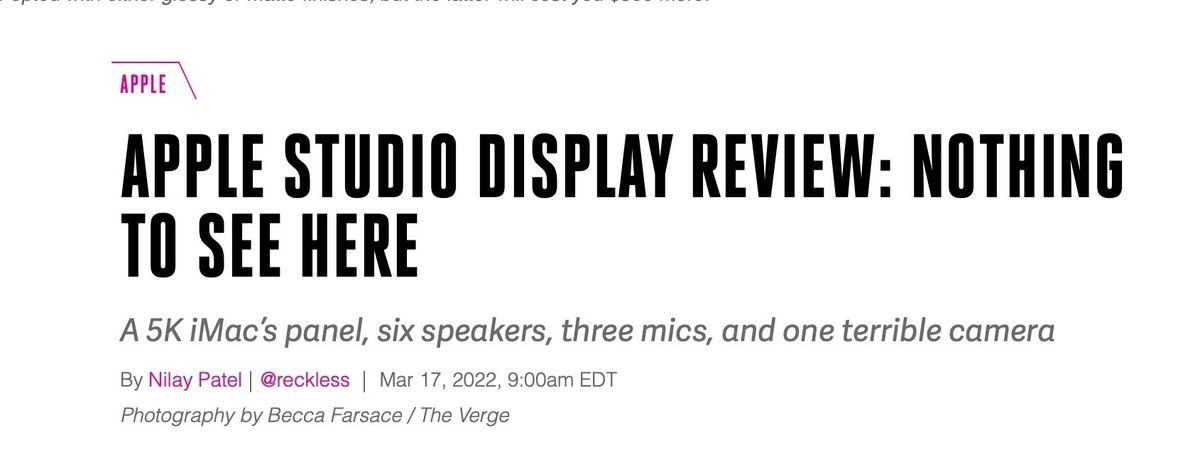 APPLE
APPLE STUDIO DISPLAY REVIEW: NOTHING
TO SEE HERE
A 5K iMac’s panel, six speakers, three mics, and one terrible camera
By Nilay Patel | @reckless | Mar 17, 2022, 9:00am EDT
Photography by Becca Farsace / The Verge